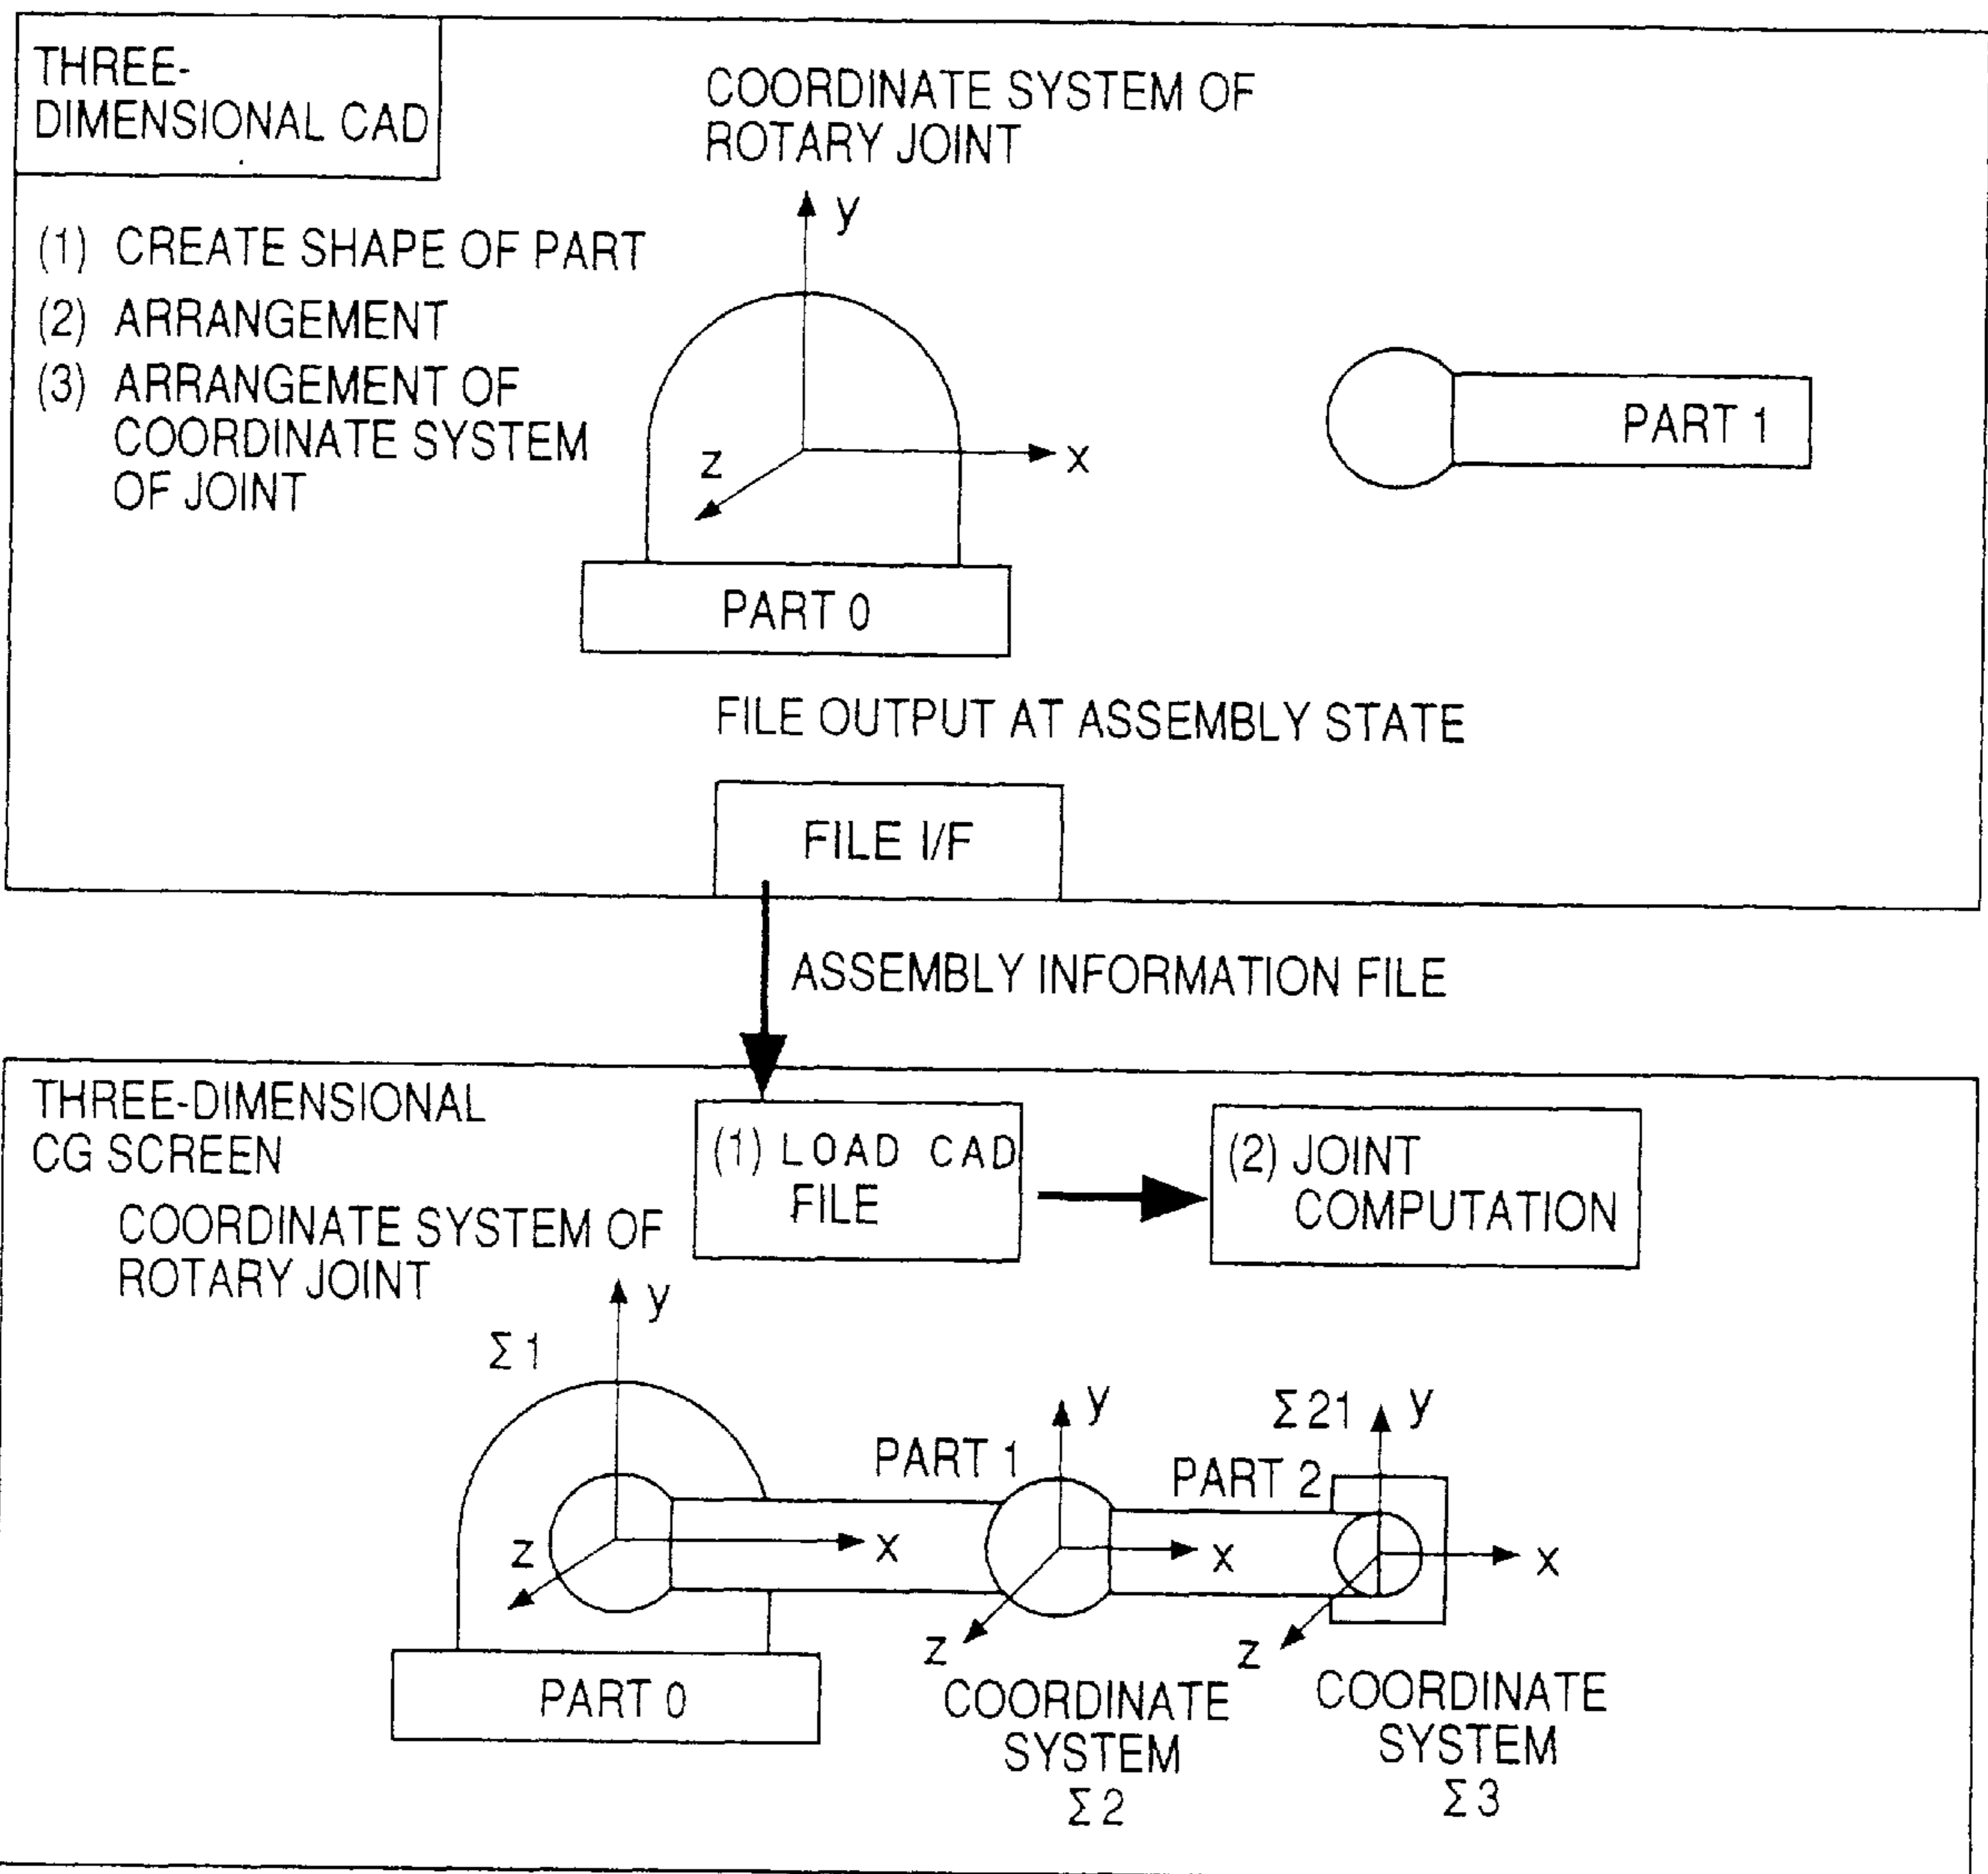 THREE-
DIMENSIONAL CAD
COORDINATE SYSTEM OF
ROTARY JOINT
(1) CREATE SHAPE OF PART
(2) ARRANGEMENT
(3) ARRANGEMENT OF
COORDINATE SYSTEM
OF JOINT
y
z
x
PART 0
PART 1
FILE OUTPUT AT ASSEMBLY STATE
FILE I/F
ASSEMBLY INFORMATION FILE
THREE-DIMENSIONAL
CG SCREEN
(1) LOAD CAD
FILE
(2) JOINT
COMPUTATION
COORDINATE SYSTEM OF
ROTARY JOINT
Σ1
y
z
x
PART 0
PART 1
y
x
z
COORDINATE
SYSTEM
Σ2
PART 2
Σ21
y
x
z
COORDINATE
SYSTEM
Σ3